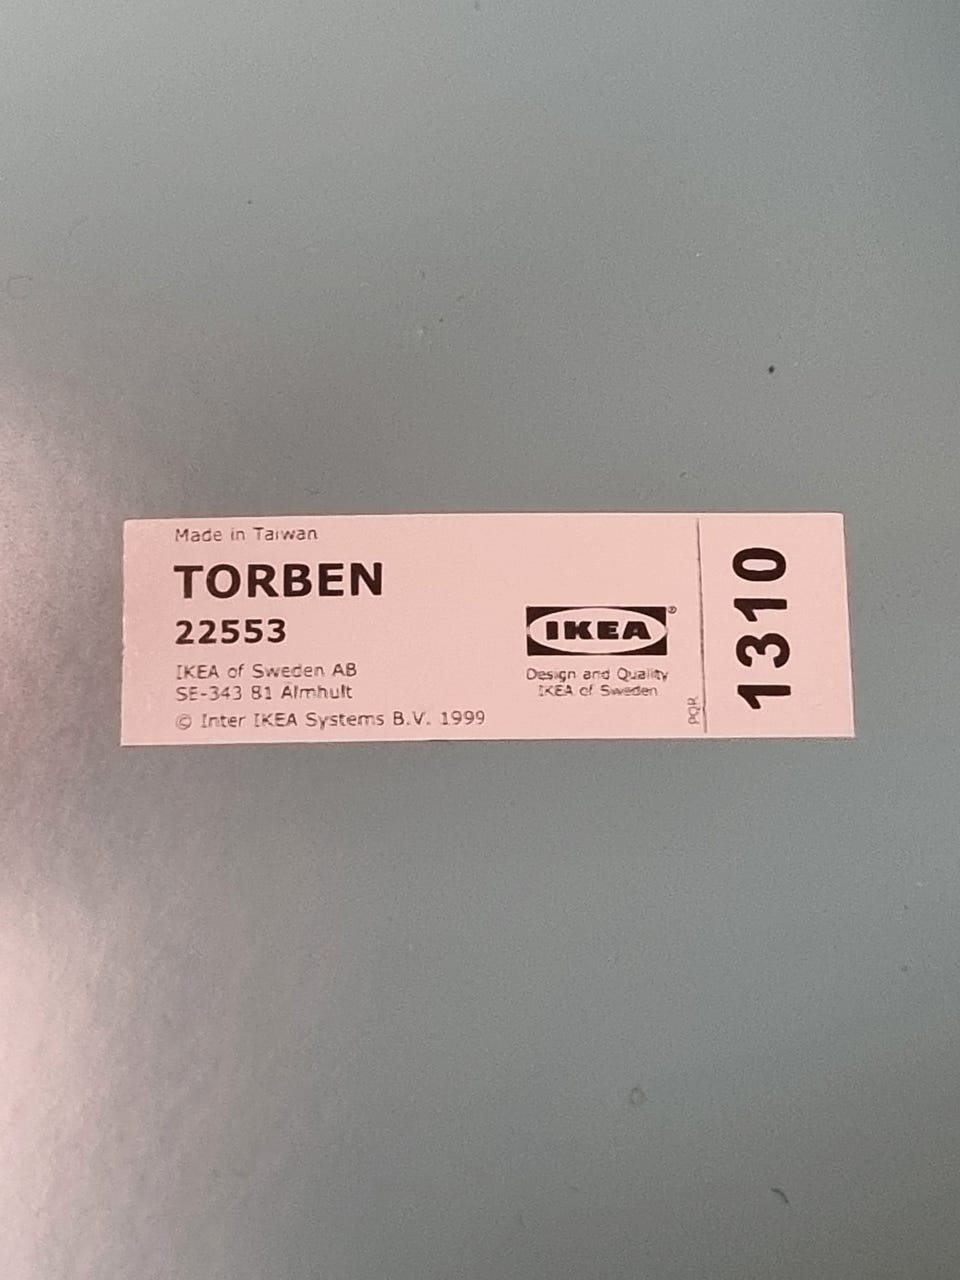 Made in Taiwan
TORBEN
22553
IKEA of Sweden AB
SE-343 81 Älmhult
© Inter IKEA Systems B.V. 1999
IKEA®
Design and Quality
IKEA of Sweden
PQR
1310